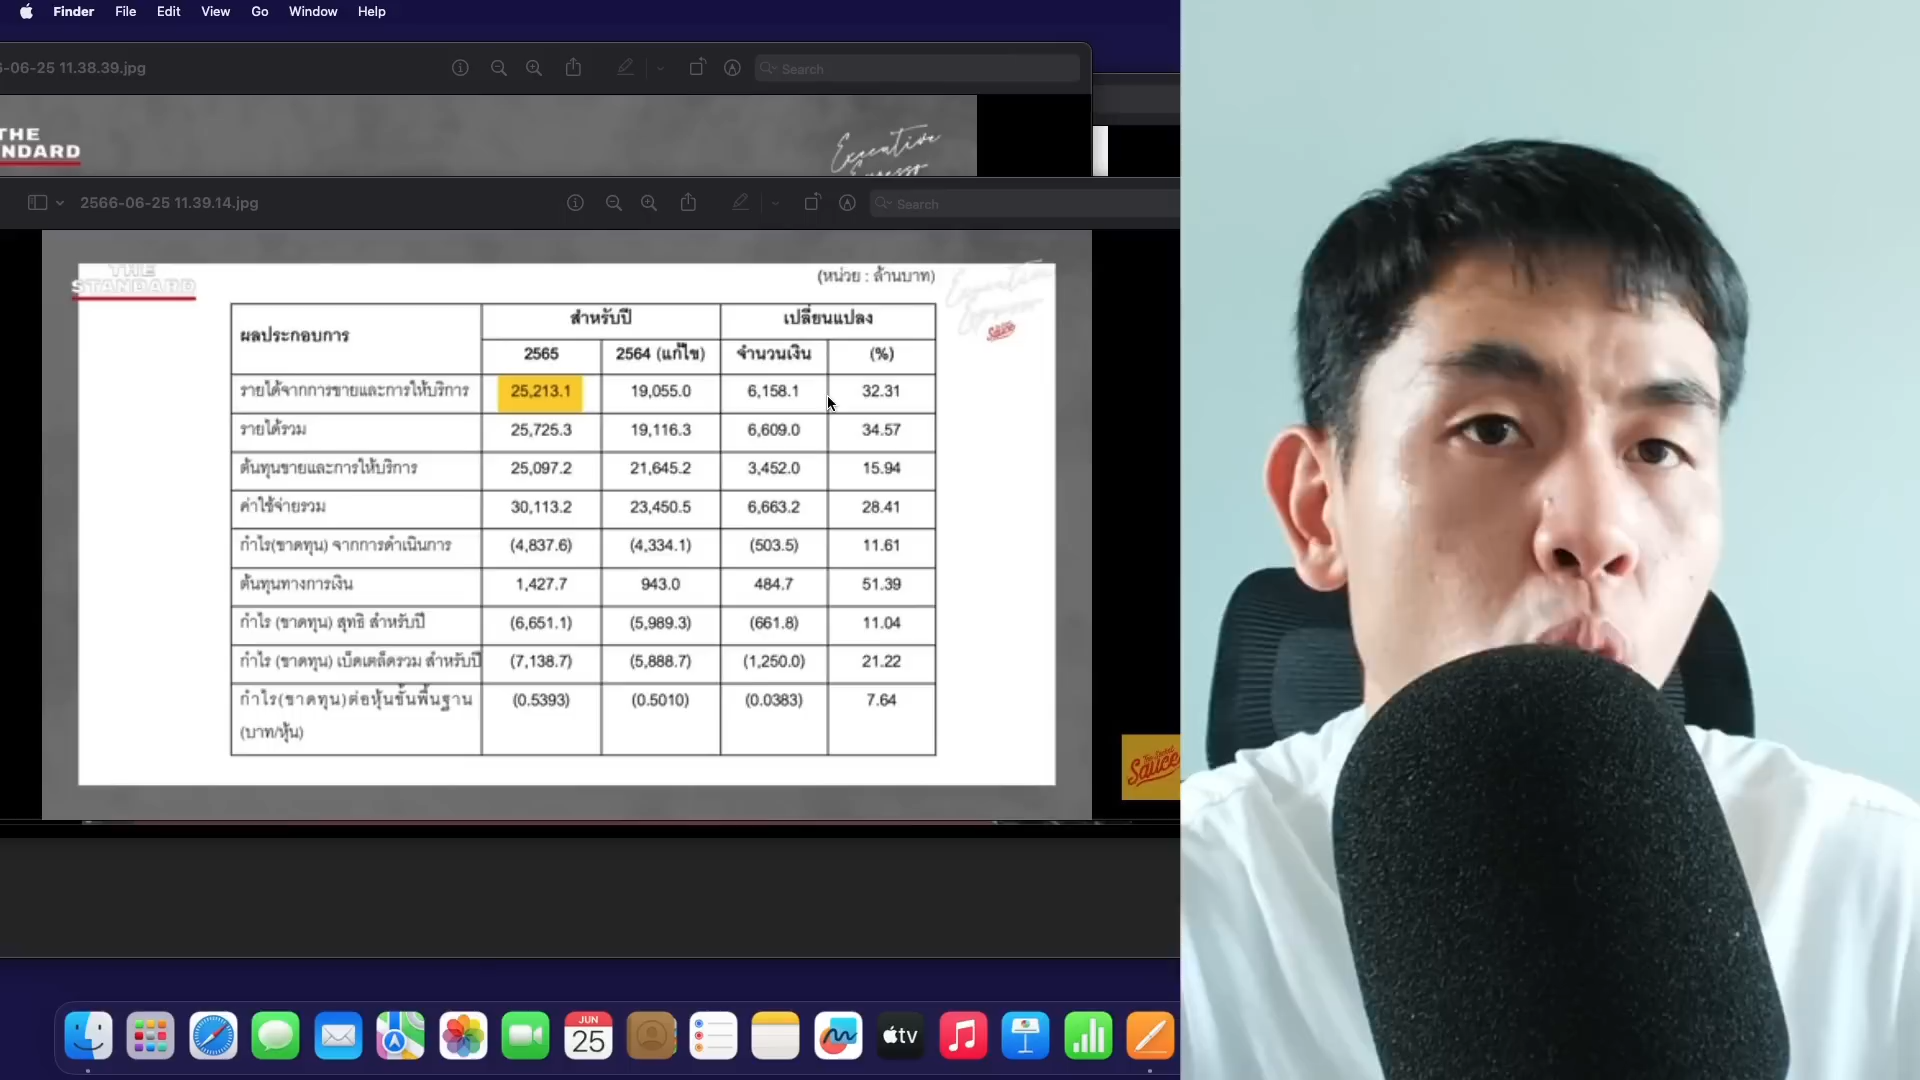 Finder File Edit View Go Window Help
-06-25 11.38.39.jpg
Search
THE
NDARD
Executive
Espresso
2566-06-25 11.39.14.jpg
Search
THE
STANDARD
(หน่วย : ล้านบาท)
Executive
Espresso
Sauce
ผลประกอบการ สำหรับปี เปลี่ยนแปลง
2565 2564 (แก้ไข) จำนวนเงิน (%)
รายได้จากการขายและการให้บริการ 25,213.1 19,055.0 6,158.1 32.31
รายได้รวม 25,725.3 19,116.3 6,609.0 34.57
ต้นทุนขายและการให้บริการ 25,097.2 21,645.2 3,452.0 15.94
ค่าใช้จ่ายรวม 30,113.2 23,450.5 6,663.2 28.41
กำไร(ขาดทุน) จากการดำเนินการ (4,837.6) (4,334.1) (503.5) 11.61
ต้นทุนทางการเงิน 1,427.7 943.0 484.7 51.39
กำไร (ขาดทุน) สุทธิ สำหรับปี (6,651.1) (5,989.3) (661.8) 11.04
กำไร (ขาดทุน) เบ็ดเตล็ดรวม สำหรับปี (7,138.7) (5,888.7) (1,250.0) 21.22
กำไร(ขาดทุน)ต่อหุ้นขั้นพื้นฐาน (0.5393) (0.5010) (0.0383) 7.64
(บาท/หุ้น)
The Secret
Sauce
JUN
25
tv